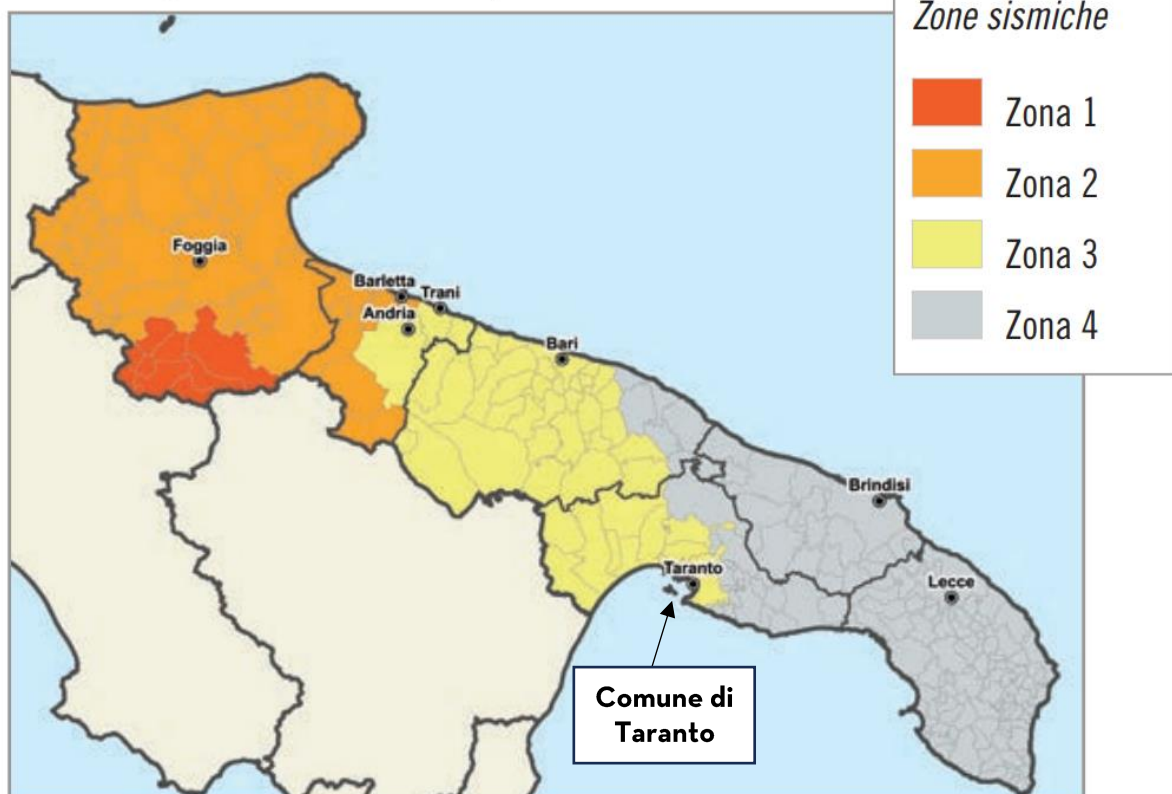 Zone sismiche
Zona 1
Zona 2
Zona 3
Zona 4
Foggia
Barletta
Trani
Andria
Bari
Brindisi
Taranto
Lecce
Comune di
Taranto